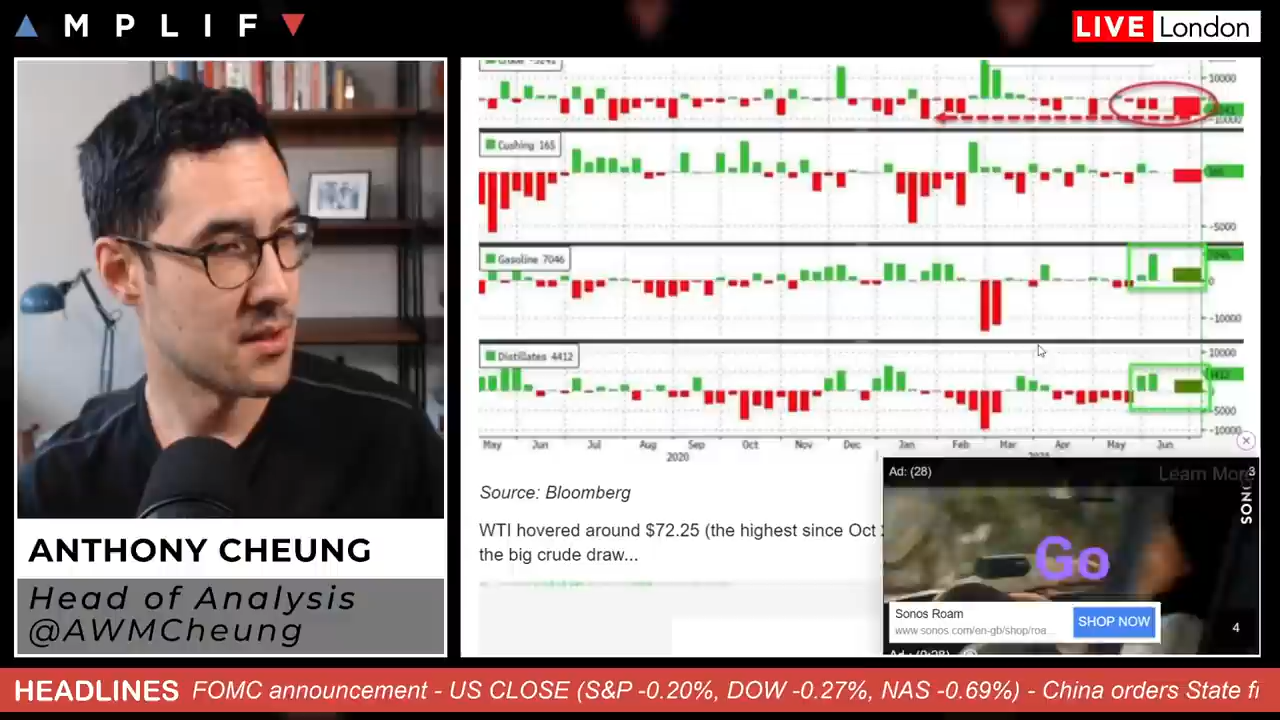 AMPLIFY
LIVE London
10000
-10000
Cushing 165
-5000
Gasoline 7046
0
-10000
Distillates 4412
10000
-5000
-10000
May Jun Jul Aug Sep Oct Nov Dec Jan Feb Mar Apr May Jun
2020
Source: Bloomberg
WTI hovered around $72.25 (the highest since Oct
the big crude draw...
Ad: (28)
Learn More
3
SONO
Go
Sonos Roam
www.sonos.com/en-gb/shop/roa...
SHOP NOW
4
ANTHONY CHEUNG
Head of Analysis
@AWMCheung
HEADLINES FOMC announcement - US CLOSE (S&P -0.20%, DOW -0.27%, NAS -0.69%) - China orders State fi